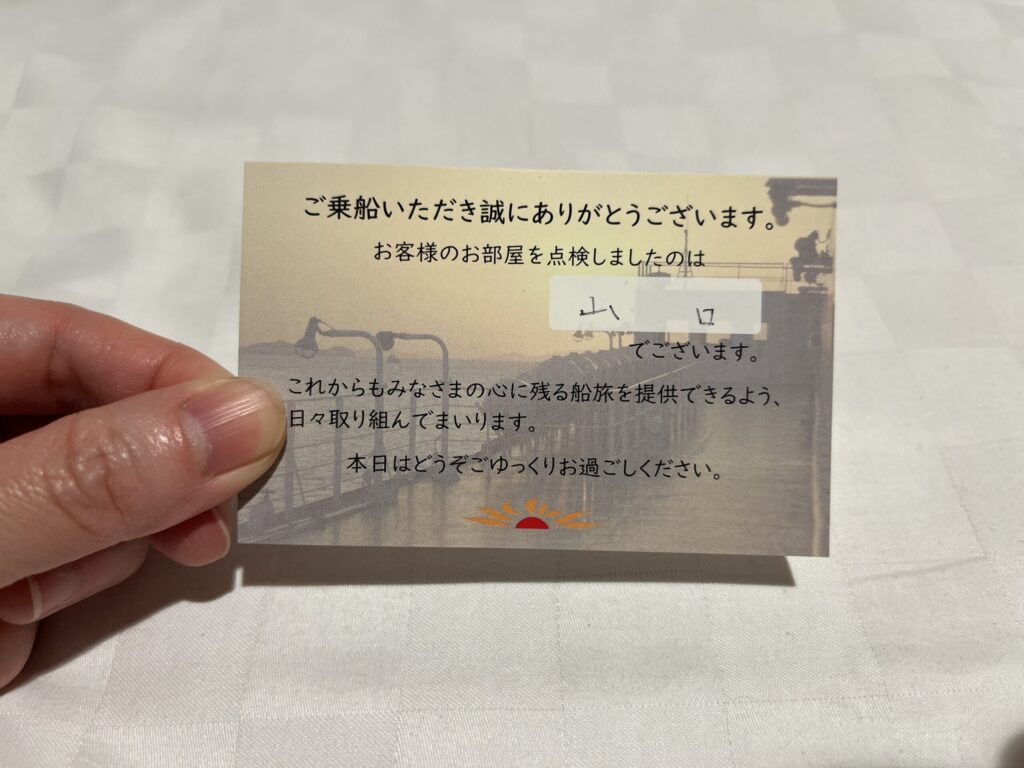 ご乗船いただき誠にありがとうございます。
お客様のお部屋を点検しましたのは
山 口
でございます。
これからもみなさまの心に残る船旅を提供できるよう、
日々取り組んでまいります。
本日はどうぞごゆっくりお過ごしください。